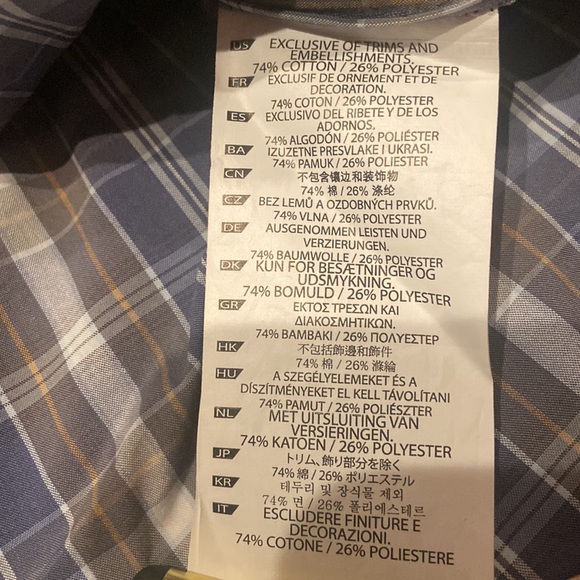 US EXCLUSIVE OF TRIMS AND
EMBELLISHMENTS.
74% COTTON / 26% POLYESTER
FR EXCLUSIF DE ORNEMENT ET DE
DECORATION.
74% COTON / 26% POLYESTER
ES EXCLUSIVO DEL RIBETE Y DE LOS
ADORNOS.
74% ALGODÓN / 26% POLIÉSTER
BA IZUZETNE PRESVLAKE I UKRASI.
74% PAMUK / 26% POLIESTER
CN 不包含镶边和装饰物
74% 棉 / 26% 涤纶
CZ BEZ LEMŮ A OZDOBNÝCH PRVKŮ.
74% VLNA / 26% POLYESTER
DE AUSGENOMMEN LEISTEN UND
VERZIERUNGEN.
74% BAUMWOLLE / 26% POLYESTER
DK KUN FOR BESÆTNINGER OG
UDSMYKNING.
74% BOMULD / 26% POLYESTER
GR ΕΚΤΟΣ ΤΡΕΣΩΝ ΚΑΙ
ΔΙΑΚΟΣΜΗΤΙΚΩΝ.
74% ΒΑΜΒΑΚΙ / 26% ΠΟΛΥΕΣΤΕΡ
HK 不包括飾邊和飾件
74% 棉 / 26% 滌綸
HU A SZEGÉLYELEMEKET ÉS A
DÍSZÍTMÉNYEKET EL KELL TÁVOLÍTANI
74% PAMUT / 26% POLIÉSZTER
NL MET UITSLUITING VAN
VERSIERINGEN.
74% KATOEN / 26% POLYESTER
JP トリム、飾り部分を除く
74% 綿 / 26% ポリエステル
KR 테두리 및 장식물 제외
74% 면 / 26% 폴리에스테르
IT ESCLUDERE FINITURE E
DECORAZIONI.
74% COTONE / 26% POLIESTERE